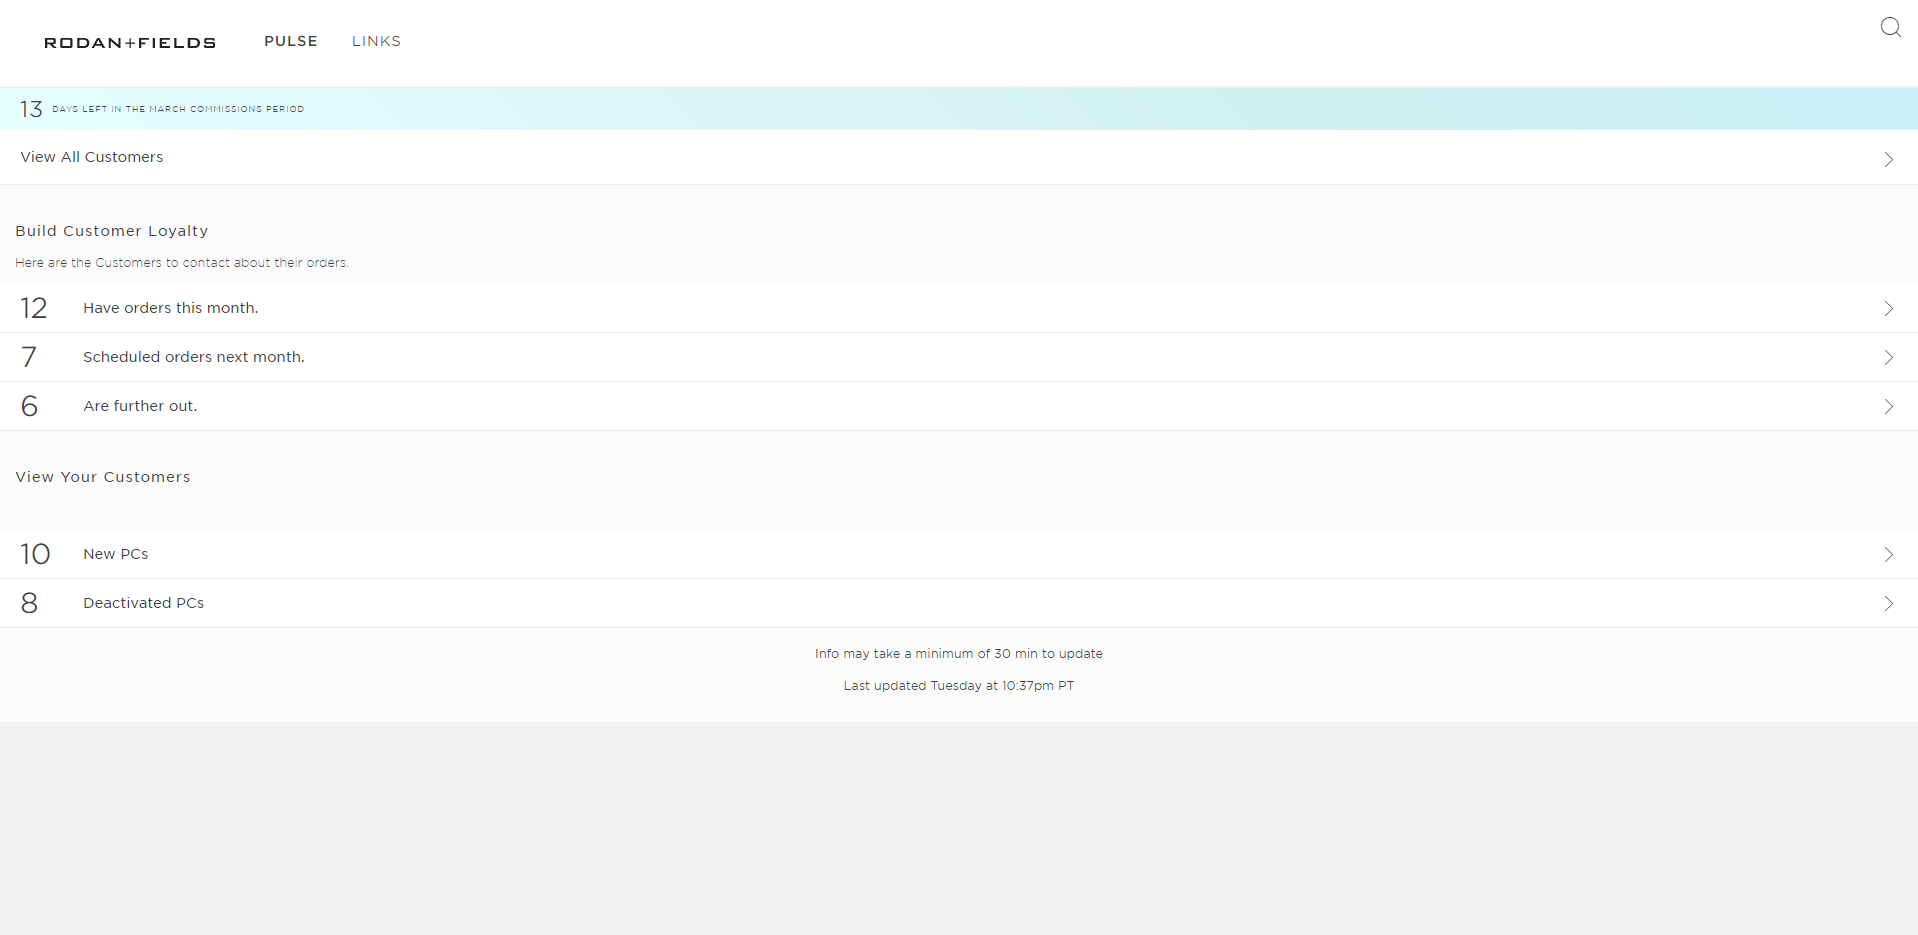 RODAN+FIELDS PULSE LINKS
13 DAYS LEFT IN THE MARCH COMMISSIONS PERIOD
View All Customers
Build Customer Loyalty
Here are the Customers to contact about their orders.
12 Have orders this month.
7 Scheduled orders next month.
6 Are further out.
View Your Customers
10 New PCs
8 Deactivated PCs
Info may take a minimum of 30 min to update
Last updated Tuesday at 10:37pm PT